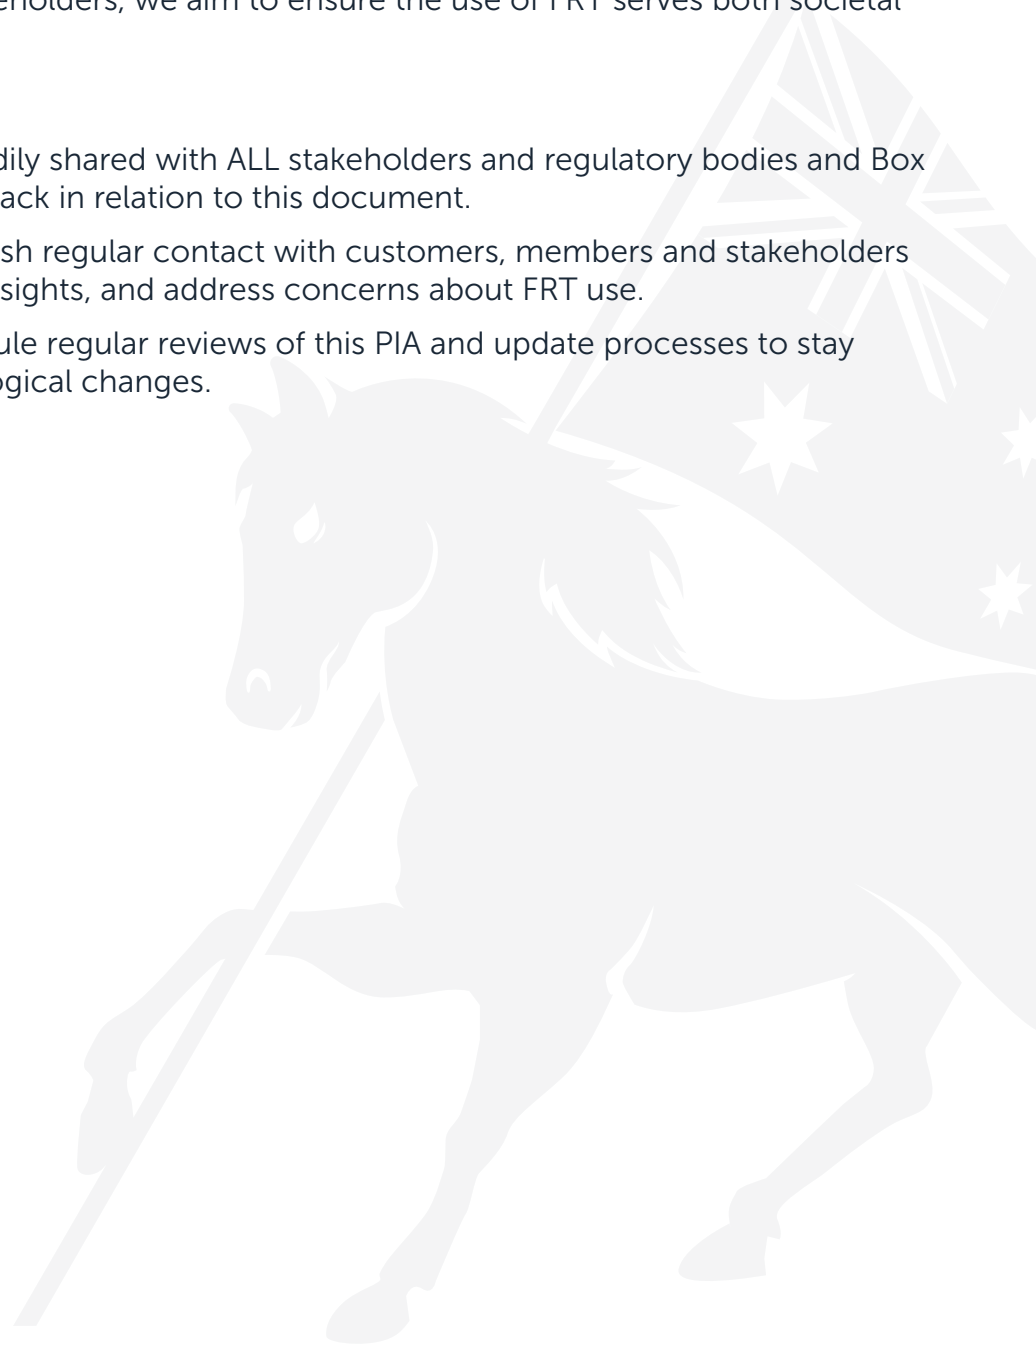 eholders, we aim to ensure the use of FRT serves both societal
dily shared with ALL stakeholders and regulatory bodies and Box
ack in relation to this document.
sh regular contact with customers, members and stakeholders
sights, and address concerns about FRT use.
ule regular reviews of this PIA and update processes to stay
ogical changes.